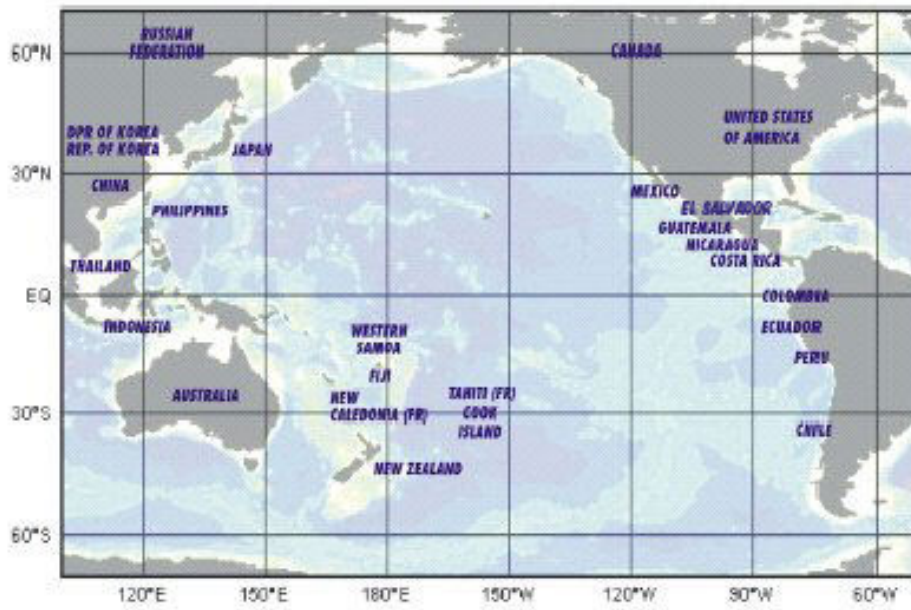 RUSSIAN
FEDERATION
CANADA
60°N
UNITED STATES
OF AMERICA
DPR OF KOREA
REP. OF KOREA
JAPAN
30°N
CHINA
MEXICO
PHILIPPINES
EL SALVADOR
GUATEMALA
NICARAGUA
COSTA RICA
THAILAND
EQ
COLOMBIA
INDONESIA
ECUADOR
WESTERN
SAMOA
PERU
FIJI
AUSTRALIA
NEW
CALEDONIA (FR)
TAHITI (FR)
COOK
ISLAND
30°S
CHILE
NEW ZEALAND
60°S
120°E 150°E 180°E 150°W 120°W 90°W 60°W